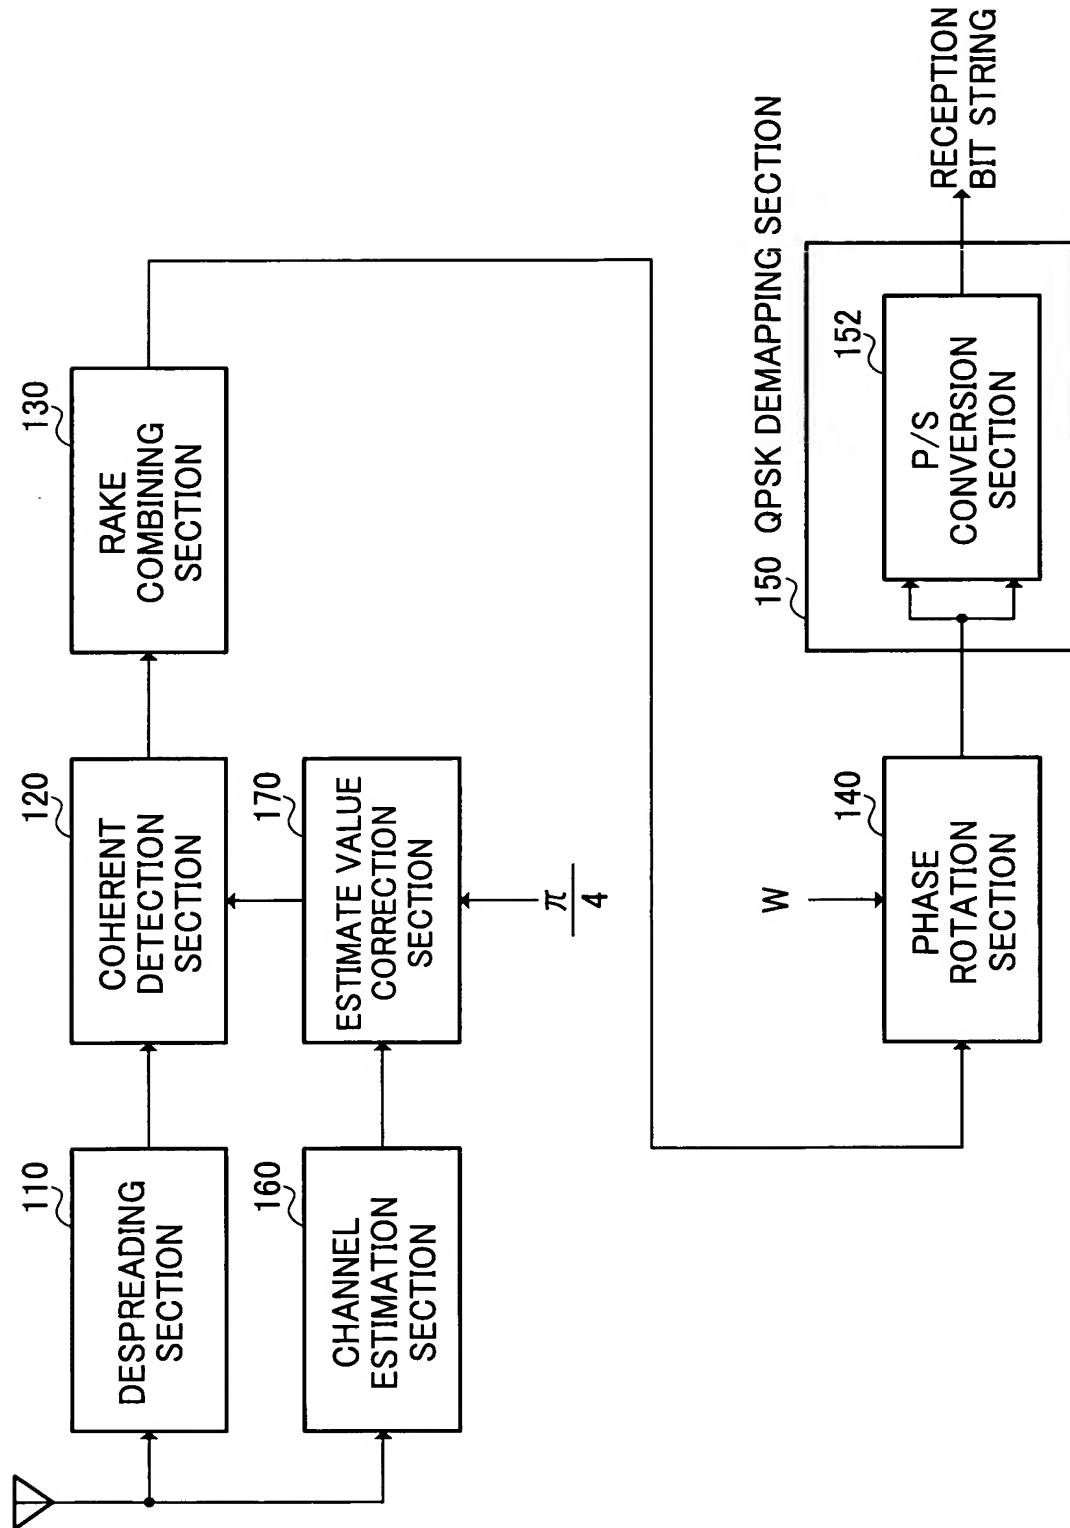 110
DESPREADING
SECTION
120
COHERENT
DETECTION
SECTION
130
RAKE
COMBINING
SECTION
160
CHANNEL
ESTIMATION
SECTION
170
ESTIMATE VALUE
CORRECTION
SECTION
π
4
W
140
PHASE
ROTATION
SECTION
150 QPSK DEMAPPING SECTION
152
P/S
CONVERSION
SECTION
RECEPTION
BIT STRING